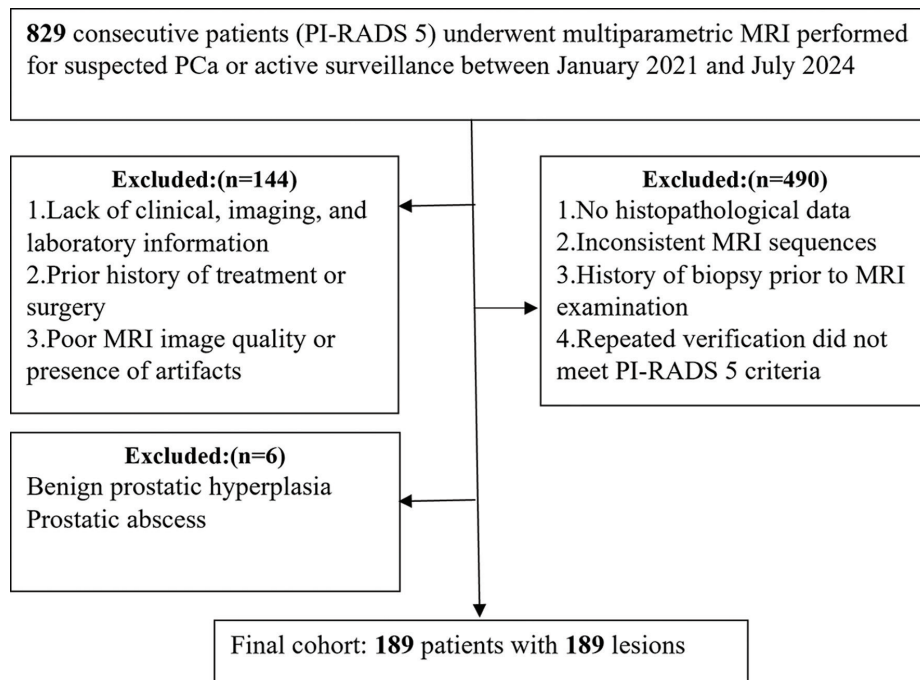 829 consecutive patients (PI-RADS 5) underwent multiparametric MRI performed
for suspected PCa or active surveillance between January 2021 and July 2024
Excluded:(n=144)
1.Lack of clinical, imaging, and
laboratory information
2.Prior history of treatment or
surgery
3.Poor MRI image quality or
presence of artifacts
Excluded:(n=490)
1.No histopathological data
2.Inconsistent MRI sequences
3.History of biopsy prior to MRI
examination
4.Repeated verification did not
meet PI-RADS 5 criteria
Excluded:(n=6)
Benign prostatic hyperplasia
Prostatic abscess
Final cohort: 189 patients with 189 lesions